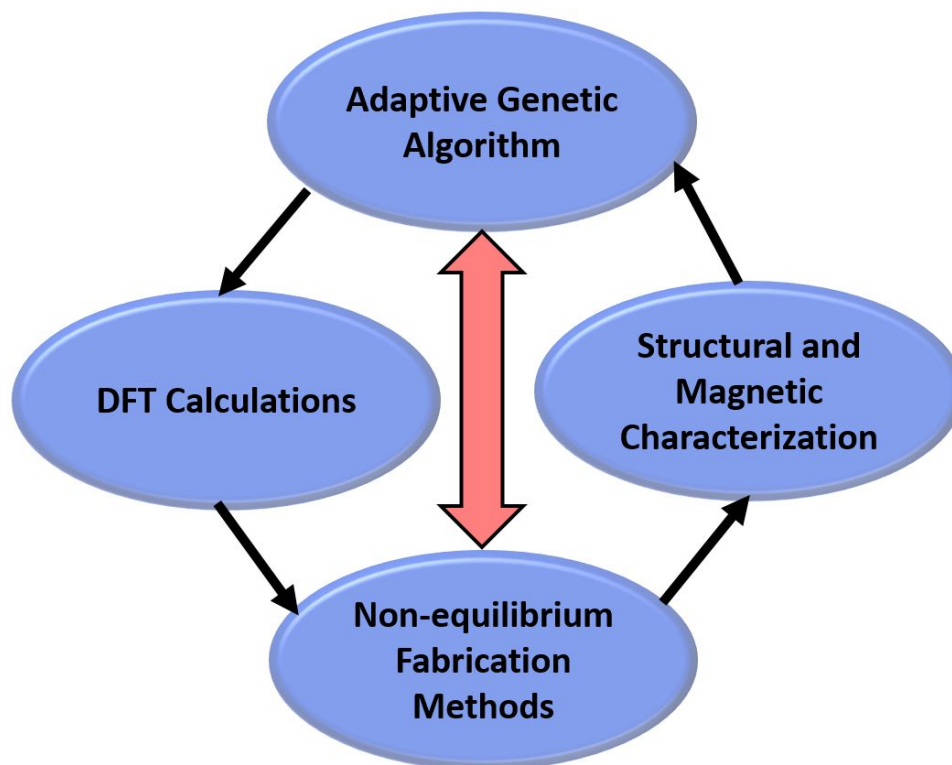 Adaptive Genetic
Algorithm
DFT Calculations
Structural and
Magnetic
Characterization
Non-equilibrium
Fabrication
Methods